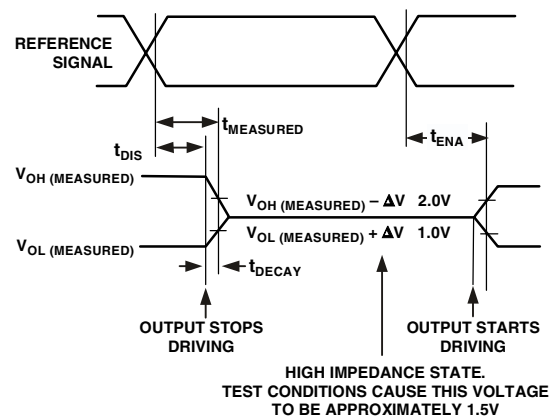 REFERENCE
SIGNAL
tMEASURED
tDIS
tENA
VOH (MEASURED)
VOH (MEASURED) – ΔV 2.0V
VOL (MEASURED) + ΔV 1.0V
VOL (MEASURED)
tDECAY
OUTPUT STOPS
DRIVING
OUTPUT STARTS
DRIVING
HIGH IMPEDANCE STATE.
TEST CONDITIONS CAUSE THIS VOLTAGE
TO BE APPROXIMATELY 1.5V